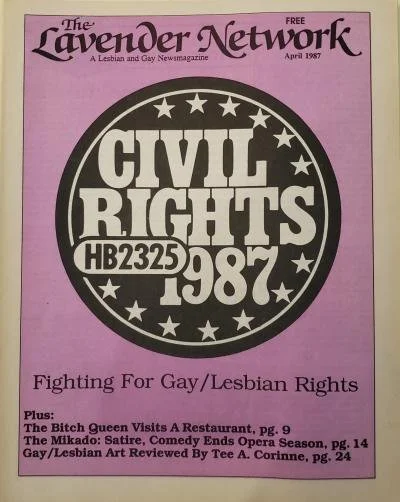 The
FREE
Lavender Network
A Lesbian and Gay Newsmagazine
April 1987
CIVIL
RIGHTS
HB2325
1987
Fighting For Gay/Lesbian Rights
Plus:
The Bitch Queen Visits A Restaurant, pg. 9
The Mikado: Satire, Comedy Ends Opera Season, pg. 14
Gay/Lesbian Art Reviewed By Tee A. Corinne, pg. 24